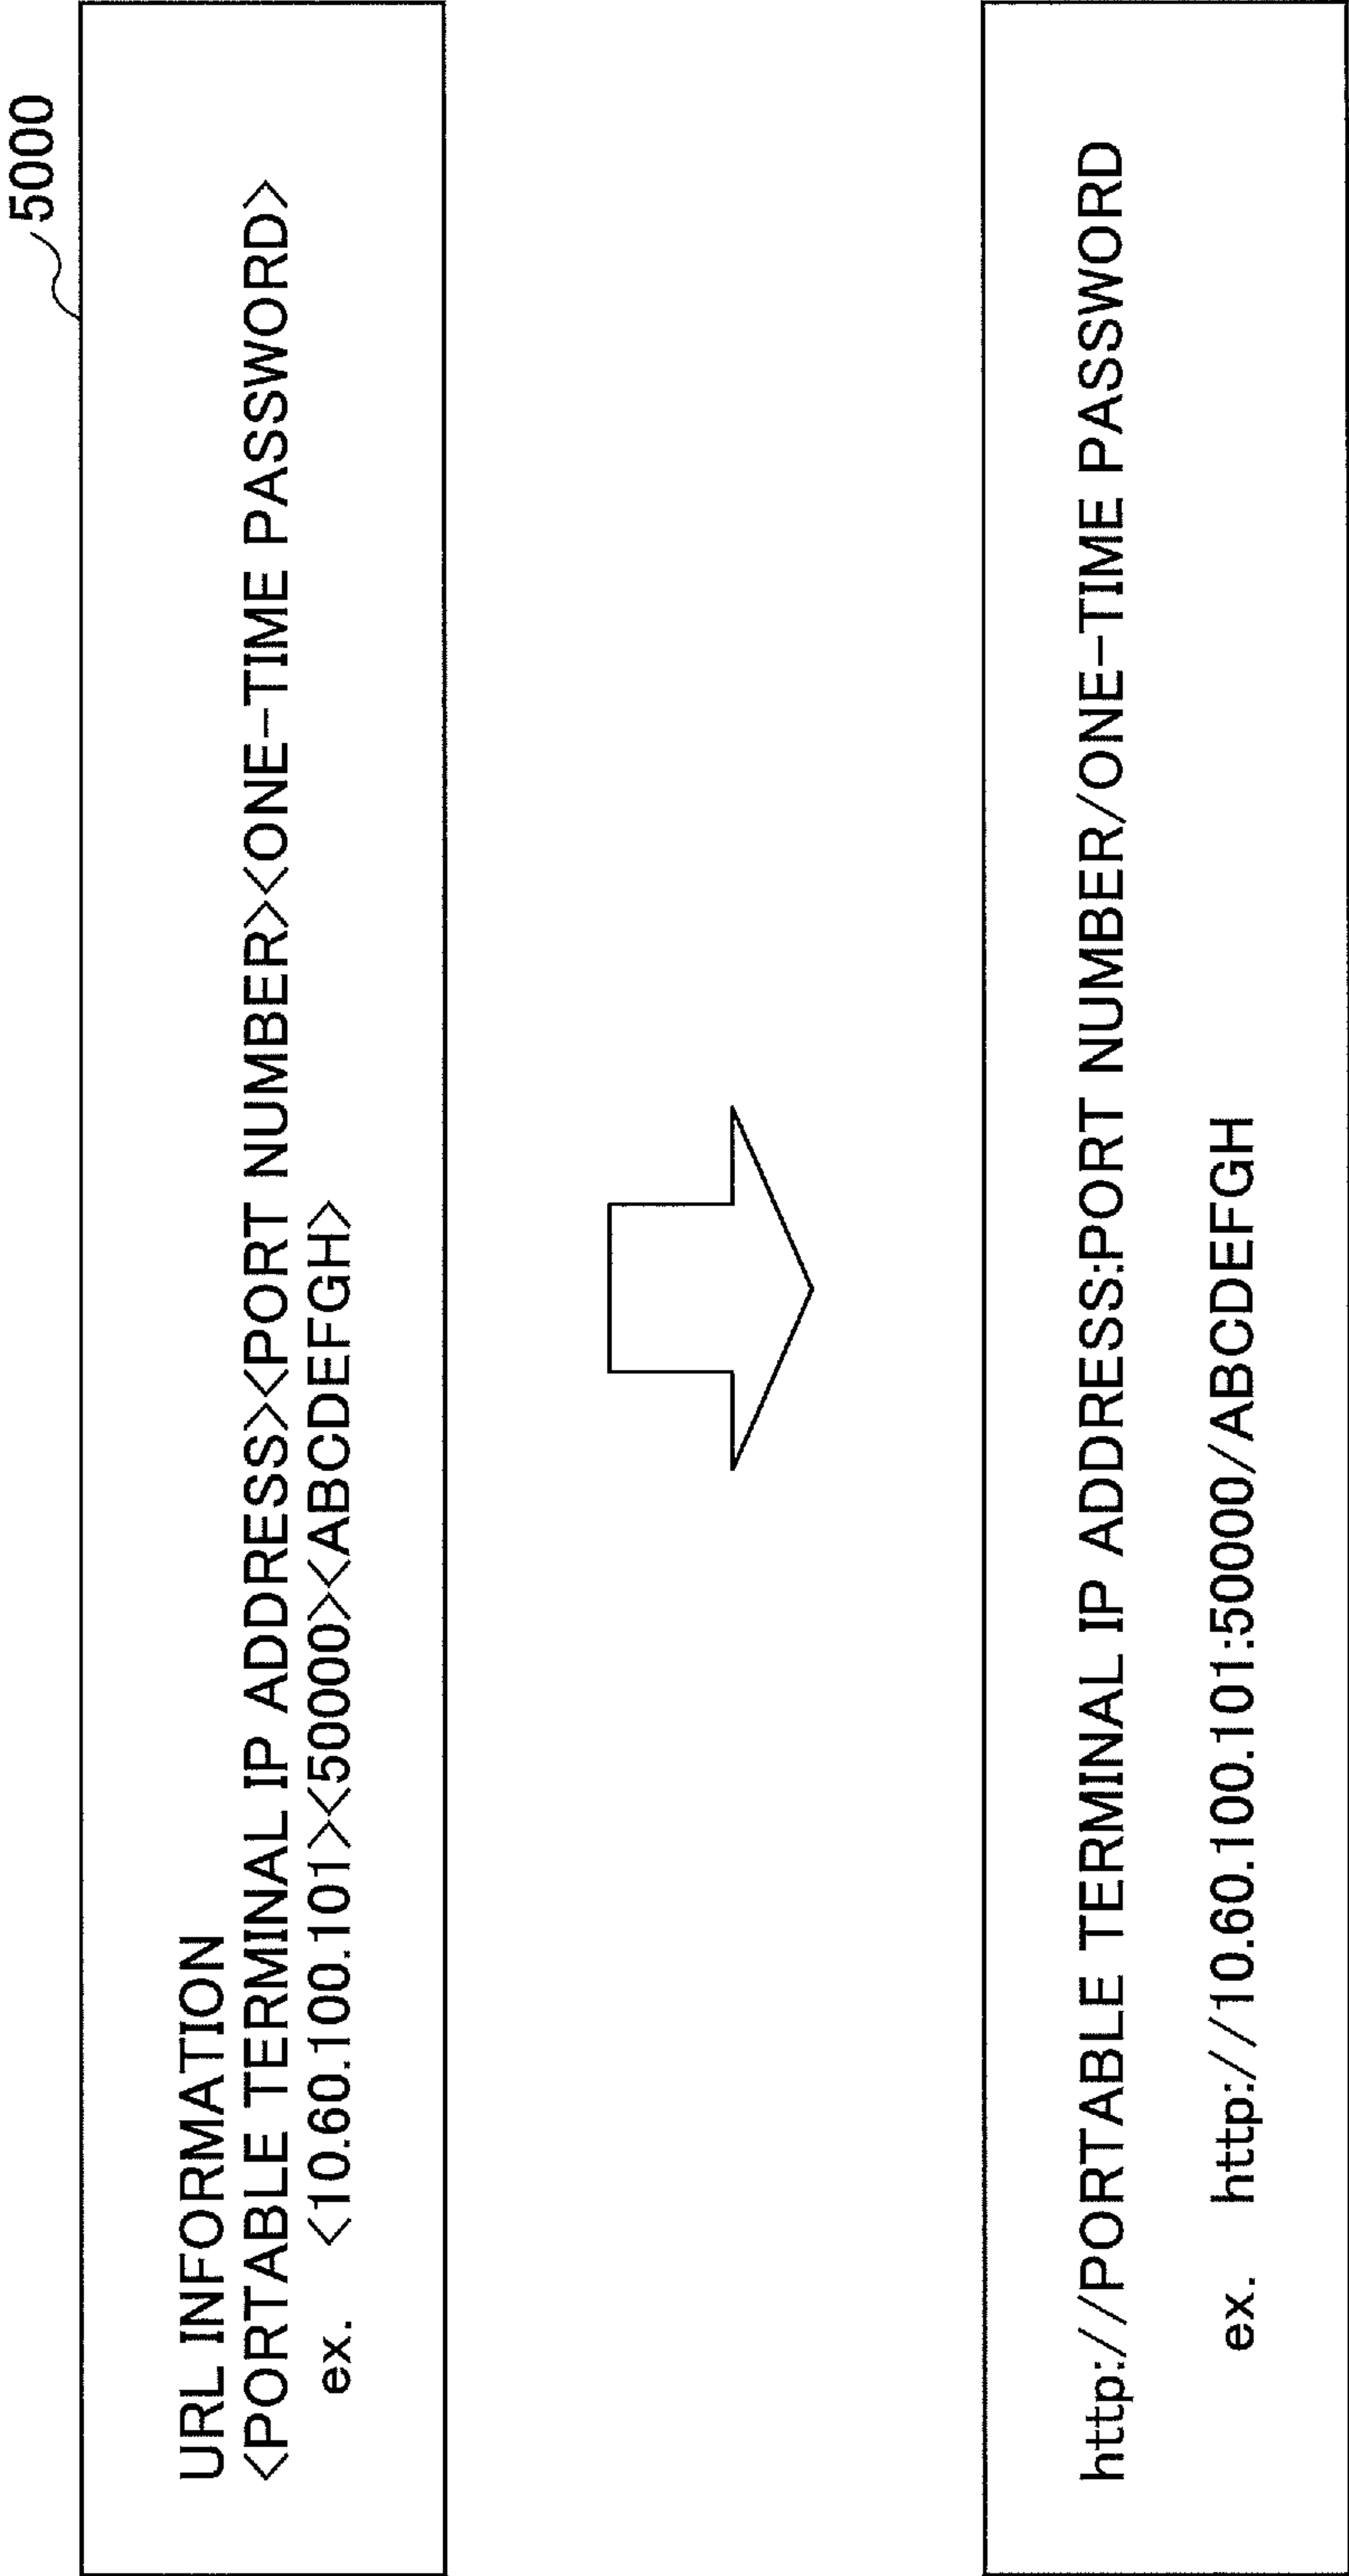 5000
URL INFORMATION
<PORTABLE TERMINAL IP ADDRESS><PORT NUMBER><ONE-TIME PASSWORD>
ex. <10.60.100.101><50000><ABCDEFGH>
http://PORTABLE TERMINAL IP ADDRESS:PORT NUMBER/ONE-TIME PASSWORD
ex. http://10.60.100.101:50000/ABCDEFGH